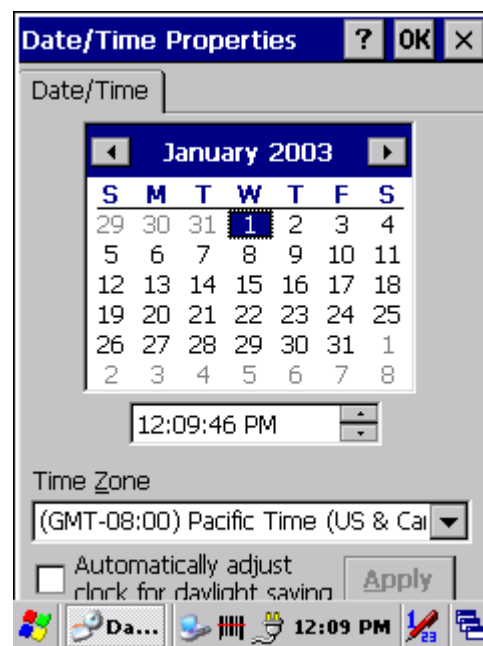 Date/Time Properties ? OK ×
Date/Time
January 2003
S M T W T F S
29 30 31 1 2 3 4
5 6 7 8 9 10 11
12 13 14 15 16 17 18
19 20 21 22 23 24 25
26 27 28 29 30 31 1
2 3 4 5 6 7 8
12:09:46 PM
Time Zone
(GMT-08:00) Pacific Time (US & Ca
Automatically adjust
clock for daylight saving
Apply
Da... 12:09 PM 23